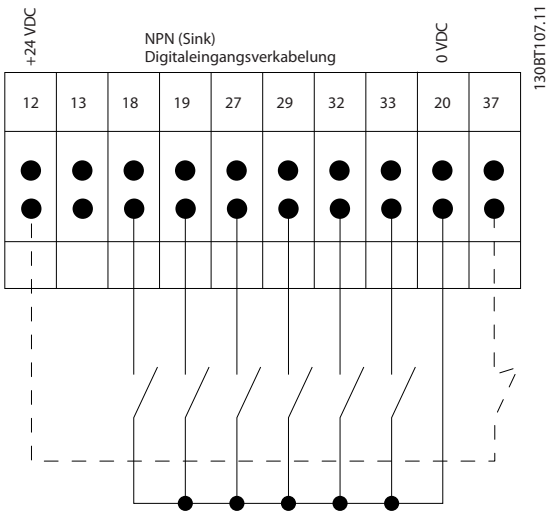 +24 VDC
NPN (Sink)
Digitaleingangsverkabelung
0 VDC
130BT107.11
12 13 18 19 27 29 32 33 20 37